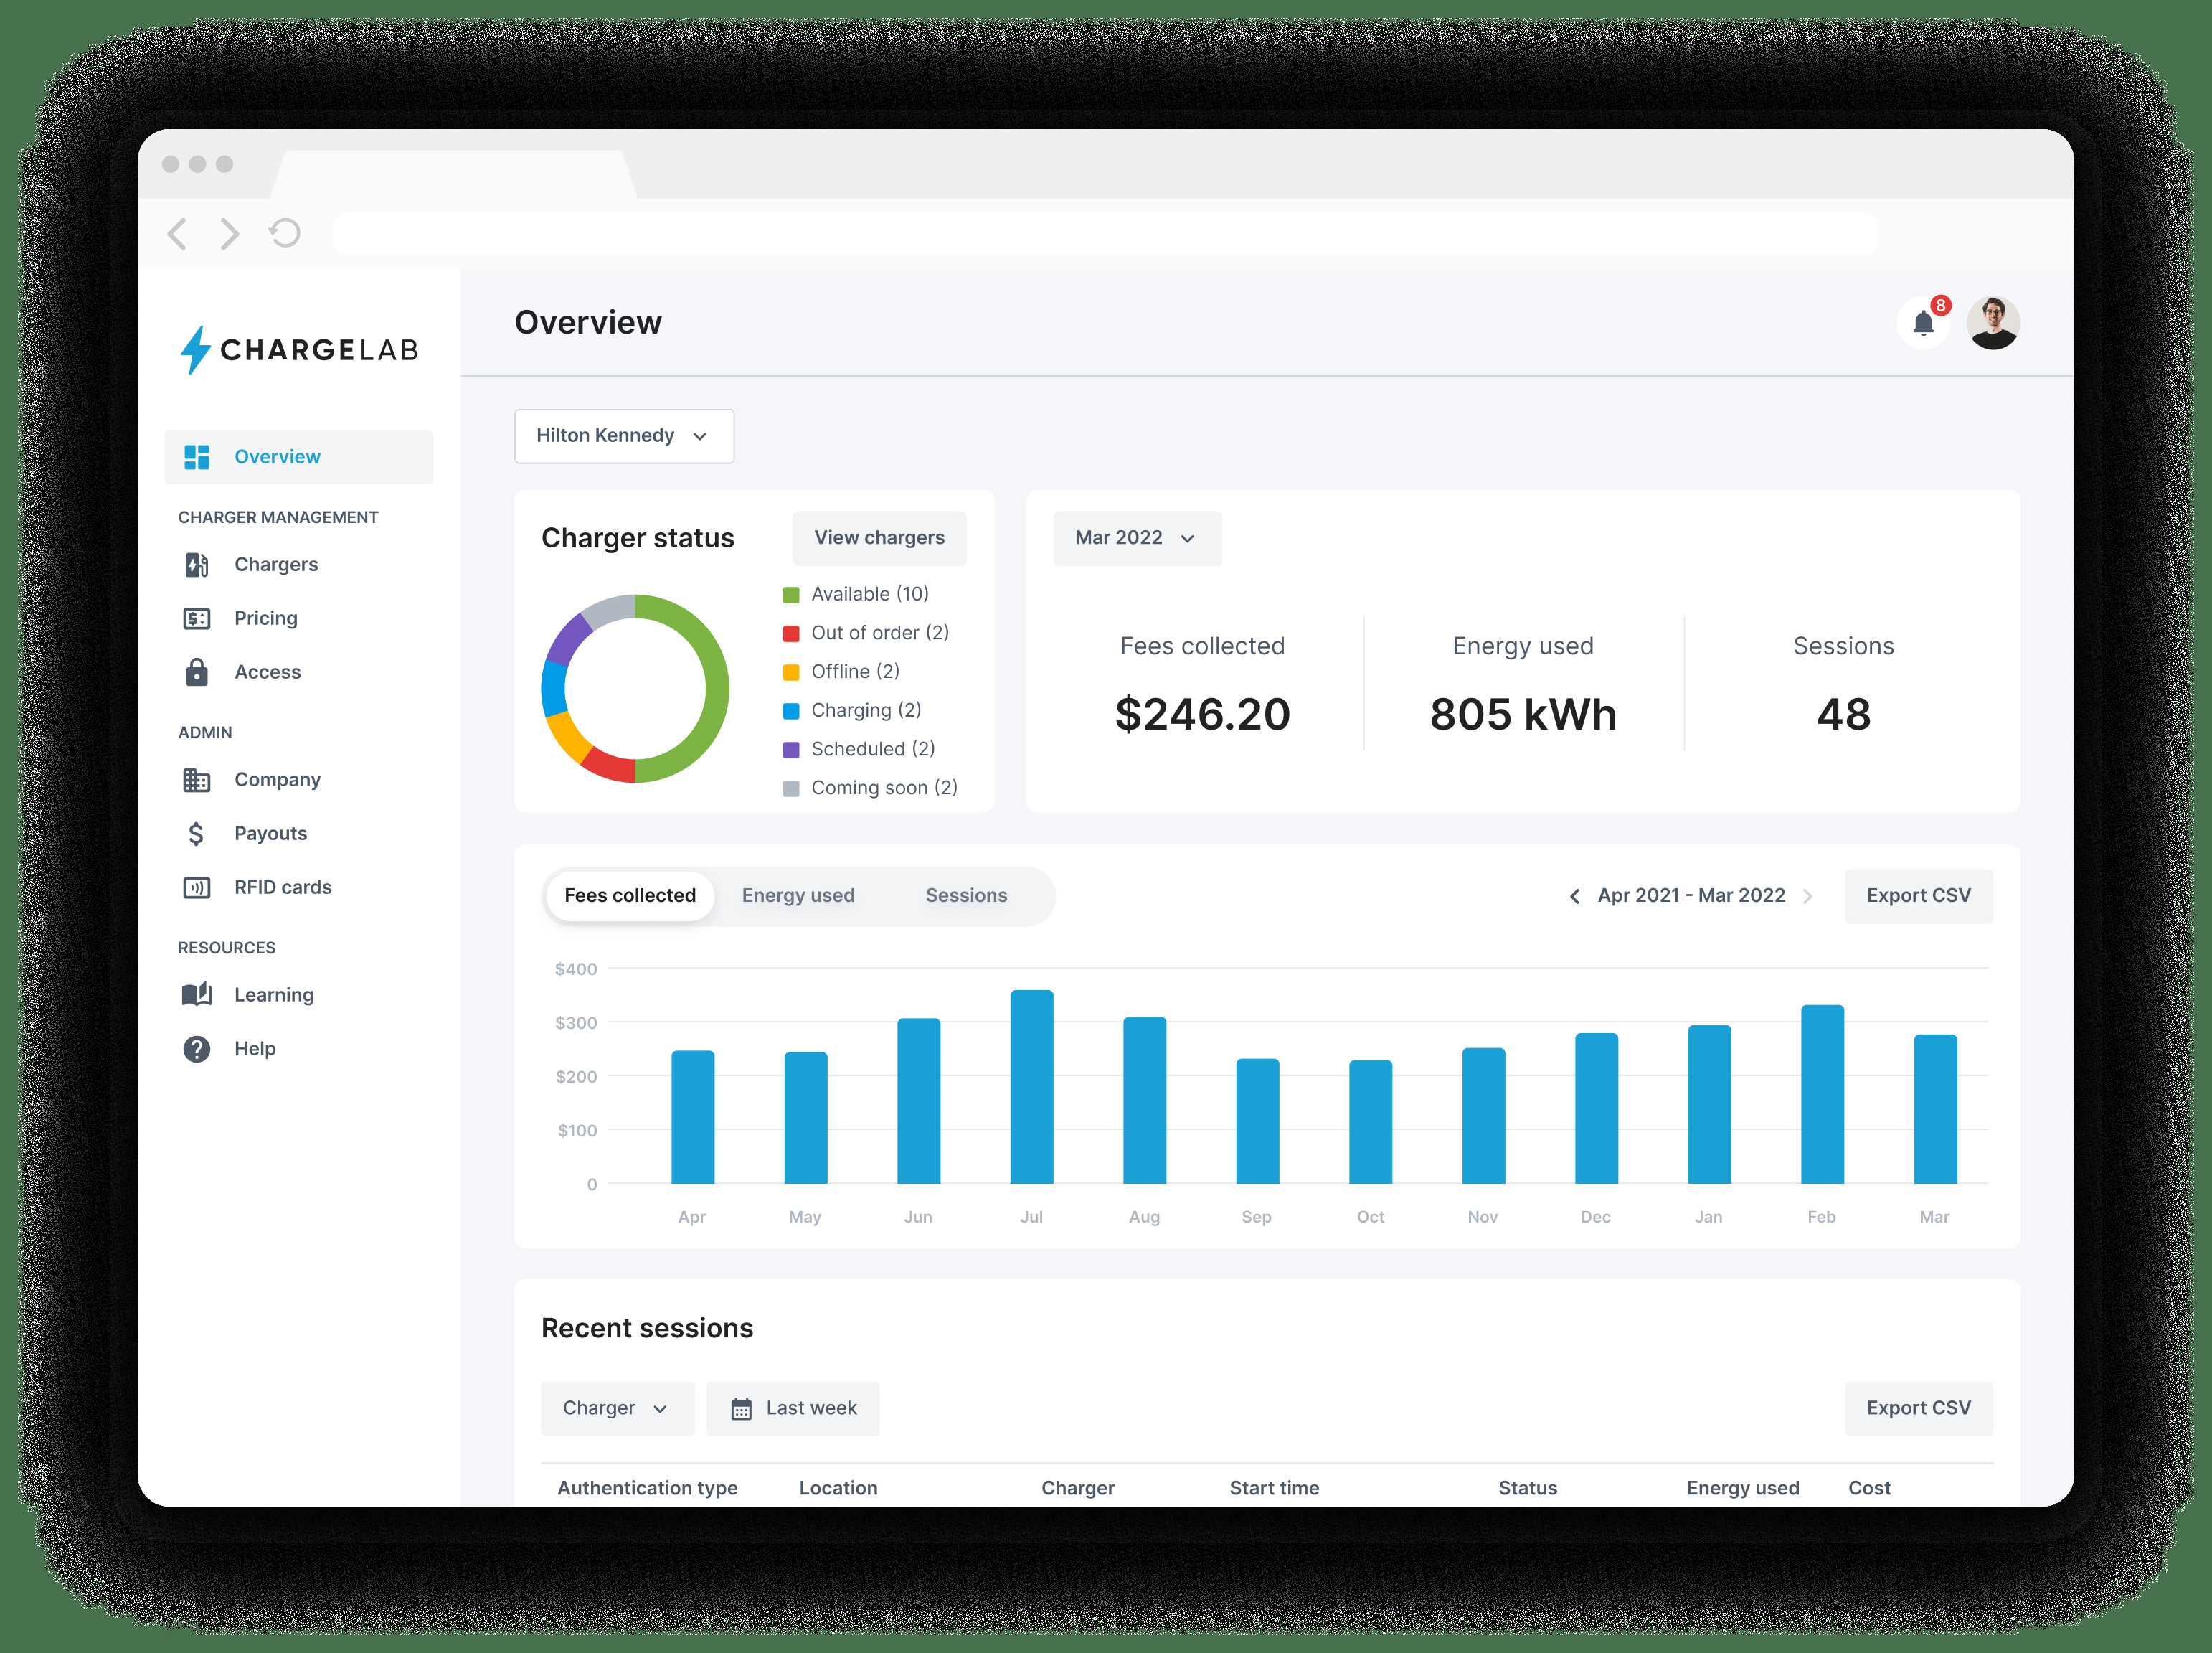 CHARGELAB
Overview
CHARGER MANAGEMENT
Chargers
Pricing
Access
ADMIN
Company
Payouts
RFID cards
RESOURCES
Learning
Help
Overview
8
Hilton Kennedy
Charger status
View chargers
Available (10)
Out of order (2)
Offline (2)
Charging (2)
Scheduled (2)
Coming soon (2)
Mar 2022
Fees collected
$246.20
Energy used
805 kWh
Sessions
48
Fees collected Energy used Sessions
Apr 2021 - Mar 2022
Export CSV
$400
$300
$200
$100
0
Apr May Jun Jul Aug Sep Oct Nov Dec Jan Feb Mar
Recent sessions
Charger
Last week
Export CSV
Authentication type Location Charger Start time Status Energy used Cost